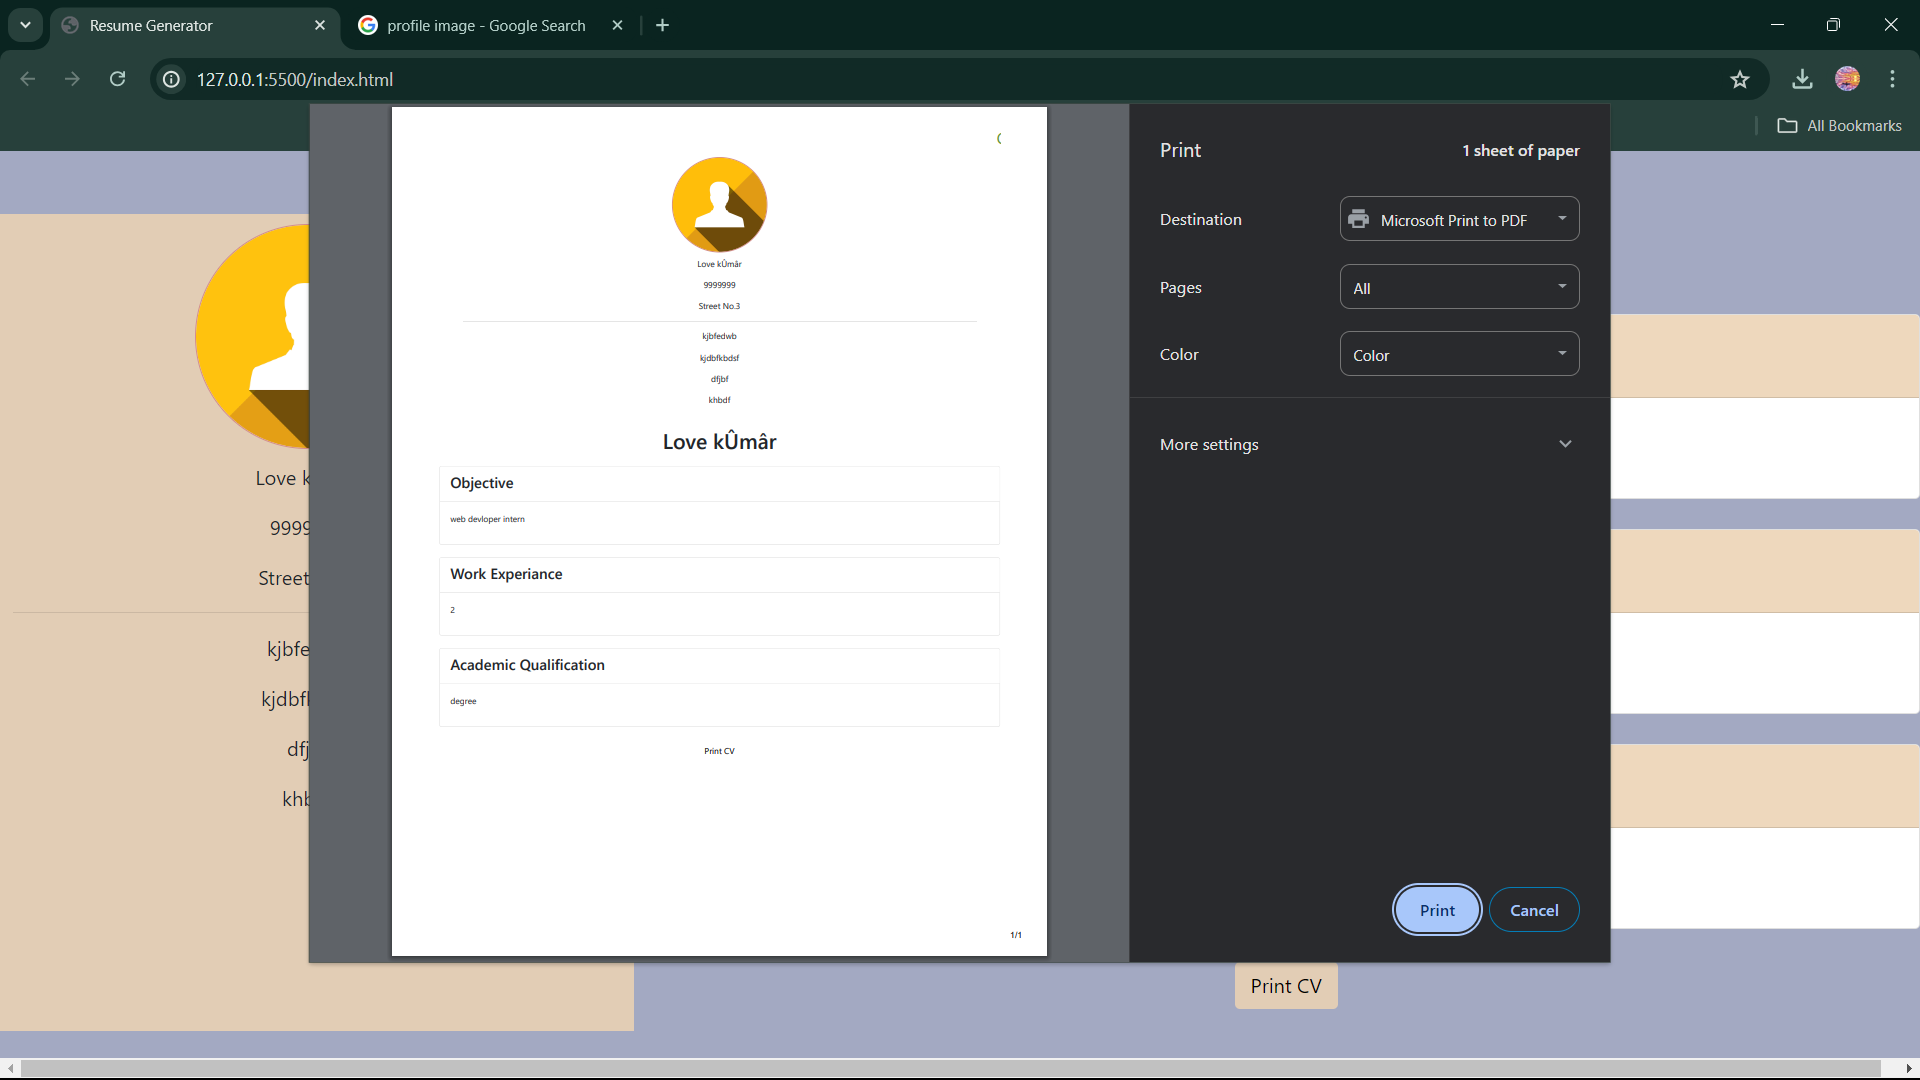 Resume Generator
profile image - Google Search
127.0.0.1:5500/index.html
All Bookmarks
Love k
9999
Street
kjbfe
kjdbf
dfj
khb
Love kÛmâr
9999999
Street No.3
kjbfedwb
kjdbfkbdsf
dfjbf
khbdf
Love kÛmâr
Objective
web devloper intern
Work Experiance
2
Academic Qualification
degree
Print CV
1/1
Print
1 sheet of paper
Destination
Microsoft Print to PDF
Pages
All
Color
Color
More settings
Print
Cancel
Print CV